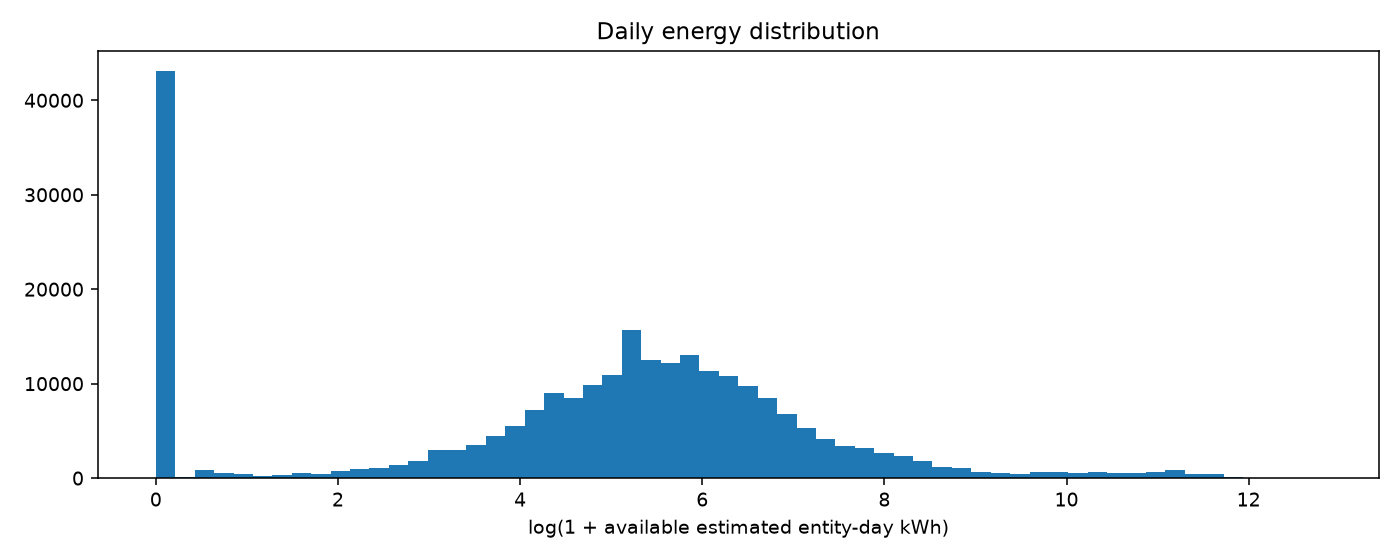 Daily energy distribution
40000
30000
20000
10000
0
0 2 4 6 8 10 12
log(1 + available estimated entity-day kWh)